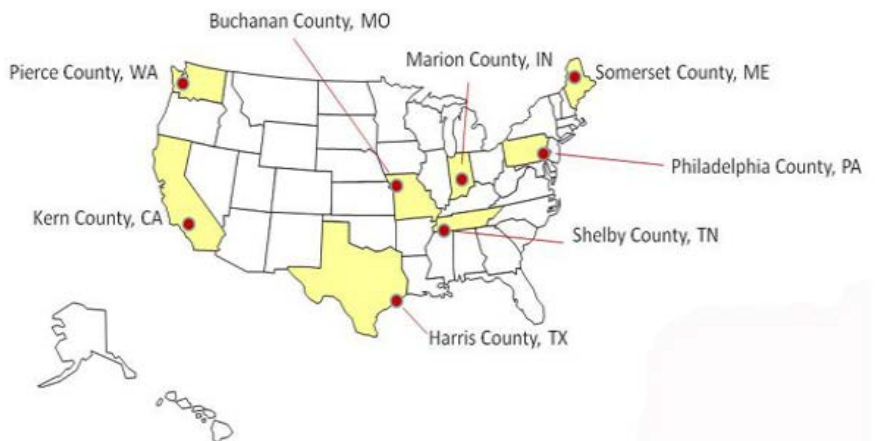 Buchanan County, MO
Marion County, IN
Pierce County, WA
Somerset County, ME
Philadelphia County, PA
Kern County, CA
Shelby County, TN
Harris County, TX